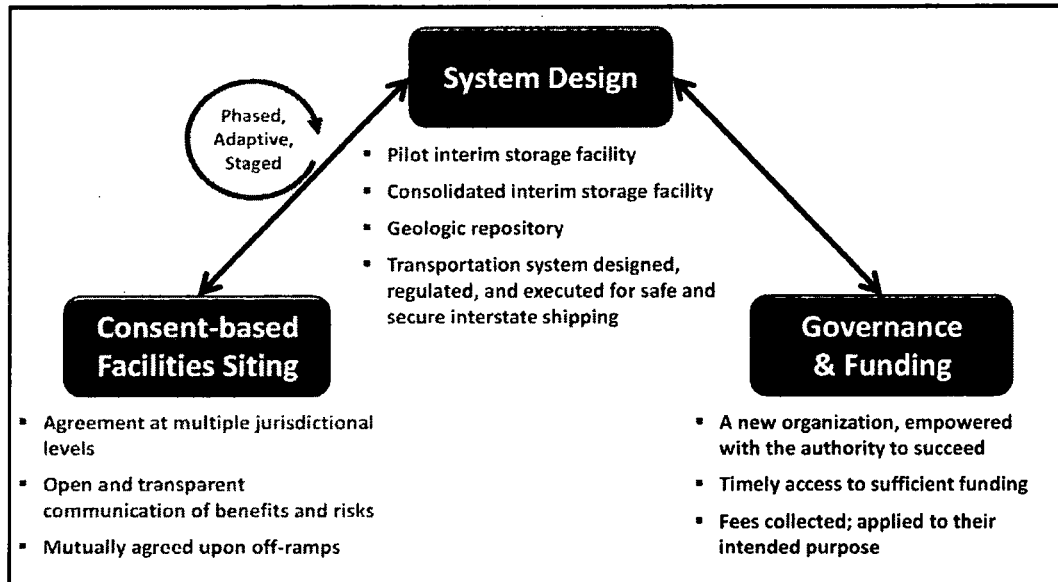 System Design
Phased,
Adaptive,
Staged
▪ Pilot interim storage facility
▪ Consolidated interim storage facility
▪ Geologic repository
▪ Transportation system designed,
regulated, and executed for safe and
secure interstate shipping
Consent-based
Facilities Siting
▪ Agreement at multiple jurisdictional
levels
▪ Open and transparent
communication of benefits and risks
▪ Mutually agreed upon off-ramps
Governance
& Funding
▪ A new organization, empowered
with the authority to succeed
▪ Timely access to sufficient funding
▪ Fees collected; applied to their
intended purpose